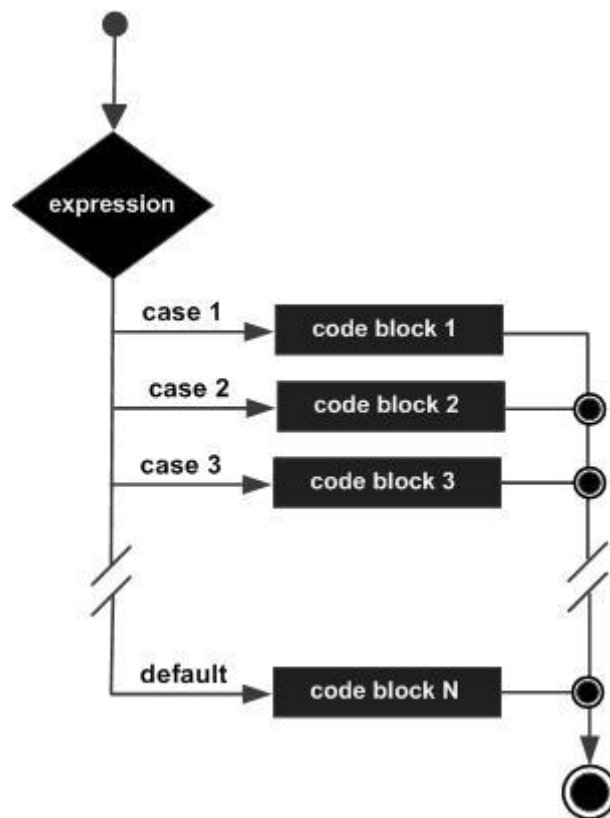 expression
case 1
code block 1
case 2
code block 2
case 3
code block 3
default
code block N